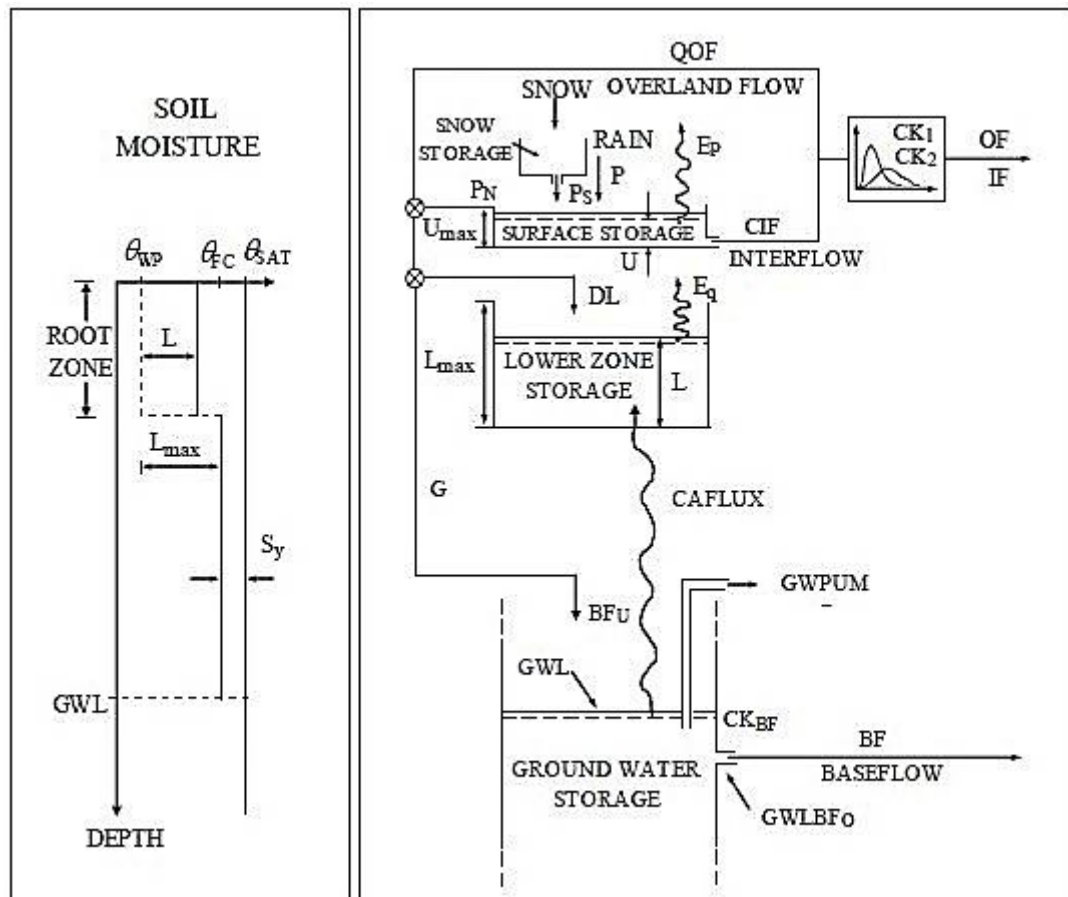 SOIL
MOISTURE
θWP
θFC
θSAT
ROOT
ZONE
L
Lmax
Sy
GWL
DEPTH
QOF
OVERLAND FLOW
SNOW
SNOW
STORAGE
RAIN
EP
P
PN
PS
Umax
SURFACE STORAGE
U
CIF
INTERFLOW
CK1
CK2
OF
IF
DL
Eq
Lmax
LOWER ZONE
STORAGE
L
G
CAFLUX
GWPUM
BFU
GWL
CKBF
BF
BASEFLOW
GROUND WATER
STORAGE
GWLBFO